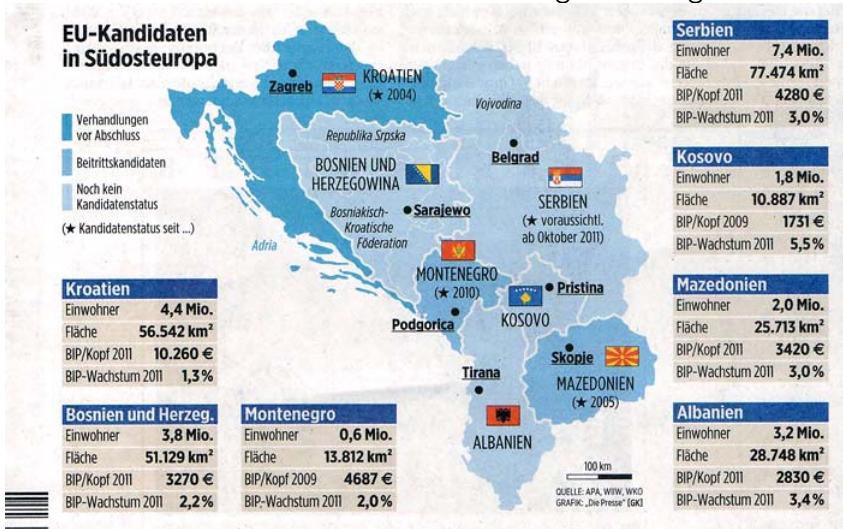 EU-Kandidaten
in Südosteuropa
Verhandlungen
vor Abschluss
Beitrittskandidaten
Noch kein
Kandidatenstatus
(★ Kandidatenstatus seit ...)
Zagreb
KROATIEN
(★ 2004)
Vojvodina
Republika Srpska
BOSNIEN UND
HERZEGOWINA
Belgrad
SERBIEN
(★ voraussichtl.
ab Oktober 2011)
Bosniakisch-
Kroatische
Föderation
Sarajewo
Adria
MONTENEGRO
(★ 2010)
Podgorica
Pristina
KOSOVO
Tirana
Skopje
MAZEDONIEN
(★ 2005)
ALBANIEN
100 km
QUELLE: APA, WIIW, WKO
GRAFIK: „Die Presse“ [GK]
Serbien
Einwohner 7,4 Mio.
Fläche 77.474 km²
BIP/Kopf 2011 4280 €
BIP-Wachstum 2011 3,0 %
Kosovo
Einwohner 1,8 Mio.
Fläche 10.887 km²
BIP/Kopf 2009 1731 €
BIP-Wachstum 2011 5,5 %
Mazedonien
Einwohner 2,0 Mio.
Fläche 25.713 km²
BIP/Kopf 2011 3420 €
BIP-Wachstum 2011 3,0 %
Albanien
Einwohner 3,2 Mio.
Fläche 28.748 km²
BIP/Kopf 2011 2830 €
BIP-Wachstum 2011 3,4 %
Kroatien
Einwohner 4,4 Mio.
Fläche 56.542 km²
BIP/Kopf 2011 10.260 €
BIP-Wachstum 2011 1,3 %
Bosnien und Herzeg.
Einwohner 3,8 Mio.
Fläche 51.129 km²
BIP/Kopf 2011 3270 €
BIP-Wachstum 2011 2,2 %
Montenegro
Einwohner 0,6 Mio.
Fläche 13.812 km²
BIP/Kopf 2009 4687 €
BIP-Wachstum 2011 2,0 %